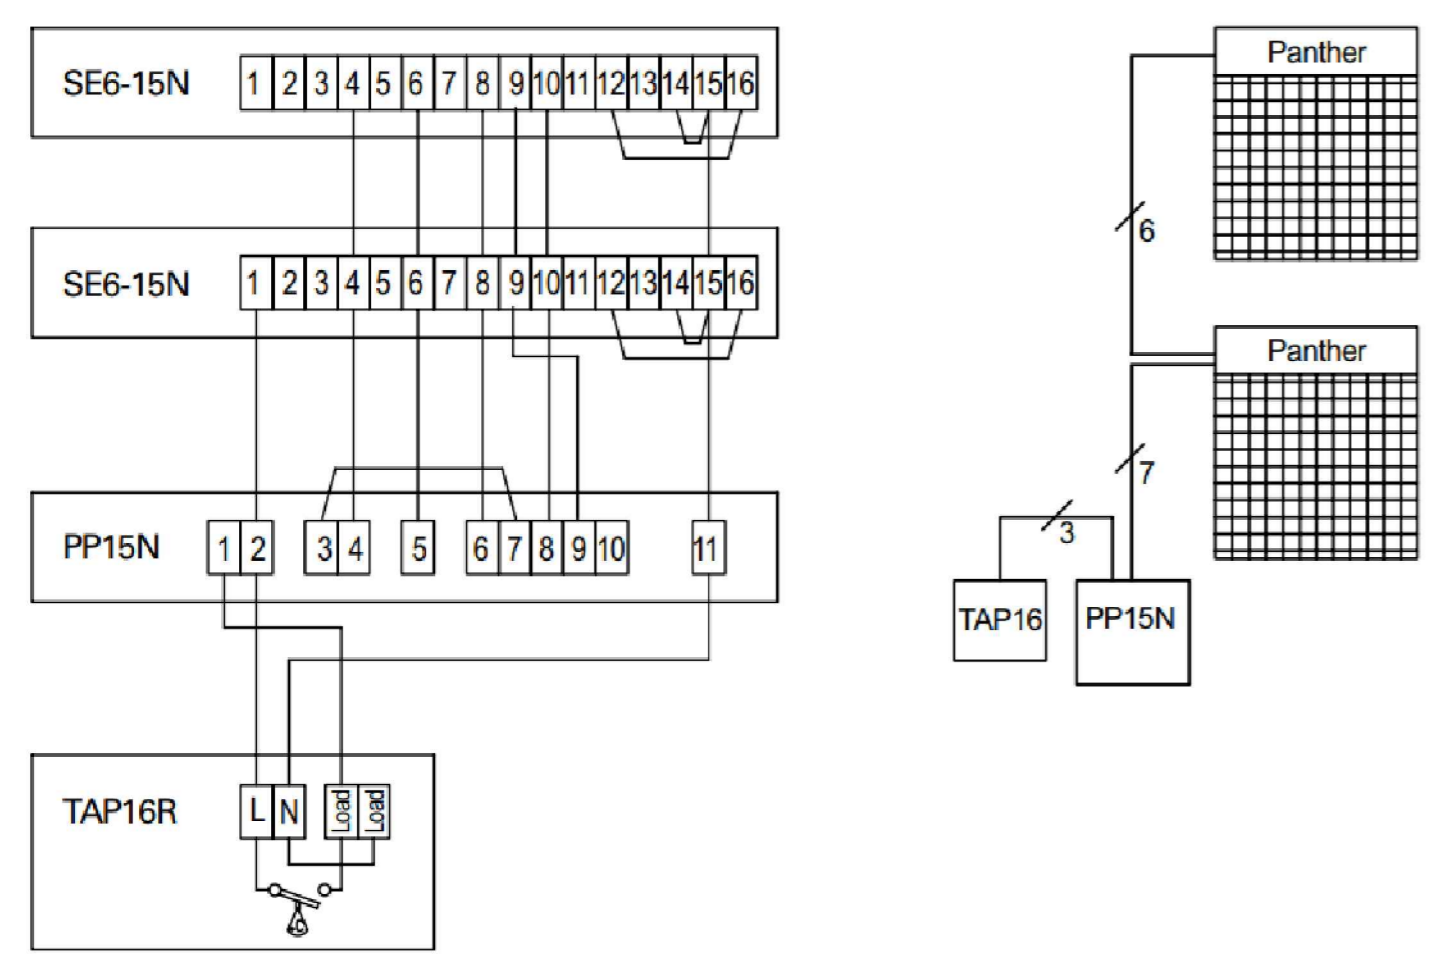 SE6-15N 1 2 3 4 5 6 7 8 9 10 11 12 13 14 15 16
Panther
6
SE6-15N 1 2 3 4 5 6 7 8 9 10 11 12 13 14 15 16
Panther
7
3
PP15N 1 2 3 4 5 6 7 8 9 10 11
TAP16
PP15N
TAP16R L N Load Load